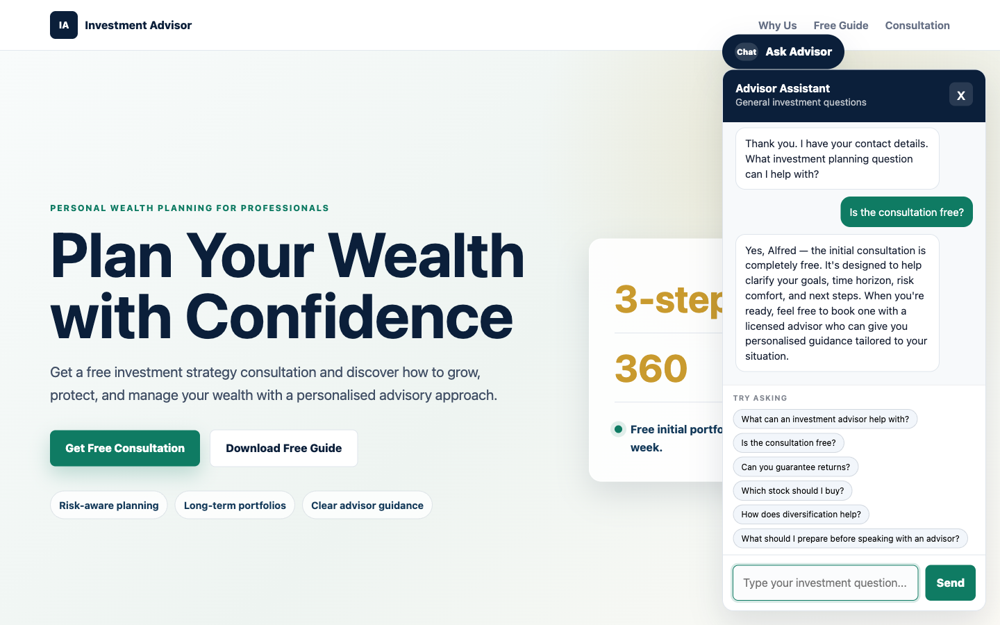 IA
Investment Advisor
Why Us
Free Guide
Consultation
PERSONAL WEALTH PLANNING FOR PROFESSIONALS
Plan Your Wealth
with Confidence
Get a free investment strategy consultation and discover how to grow,
protect, and manage your wealth with a personalised advisory approach.
Get Free Consultation
Download Free Guide
Risk-aware planning
Long-term portfolios
Clear advisor guidance
3-step
360
Free initial portfo
week.
Chat
Ask Advisor
Advisor Assistant
General investment questions
X
Thank you. I have your contact details.
What investment planning question
can I help with?
Is the consultation free?
Yes, Alfred — the initial consultation is
completely free. It's designed to help
clarify your goals, time horizon, risk
comfort, and next steps. When you're
ready, feel free to book one with a
licensed advisor who can give you
personalised guidance tailored to your
situation.
TRY ASKING
What can an investment advisor help with?
Is the consultation free?
Can you guarantee returns?
Which stock should I buy?
How does diversification help?
What should I prepare before speaking with an advisor?
Type your investment question...
Send